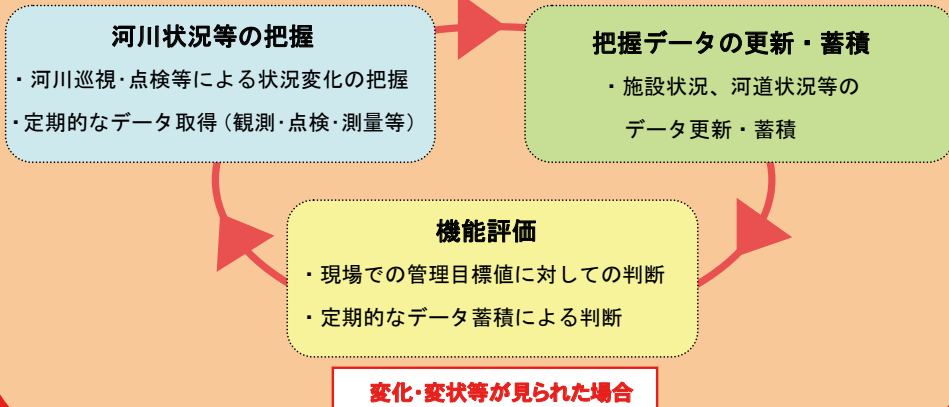 河川状況等の把握
・河川巡視･点検等による状況変化の把握
・定期的なデータ取得（観測･点検･測量等）
把握データの更新・蓄積
・施設状況、河道状況等の
データ更新・蓄積
機能評価
・現場での管理目標値に対しての判断
・定期的なデータ蓄積による判断
変化･変状等が見られた場合